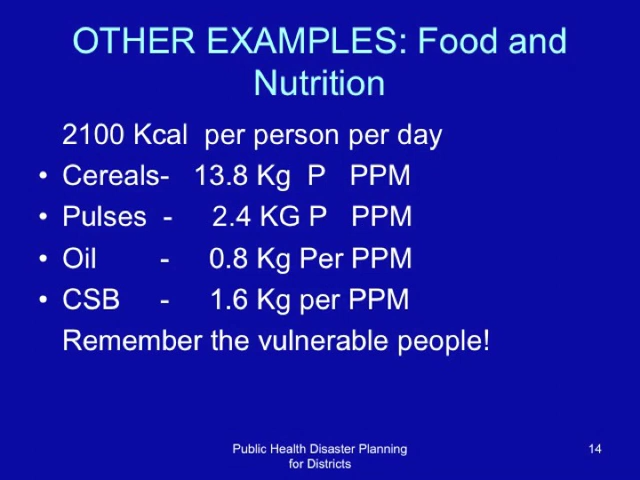 OTHER EXAMPLES: Food and
Nutrition
2100 Kcal per person per day
• Cereals- 13.8 Kg P PPM
• Pulses - 2.4 KG P PPM
• Oil - 0.8 Kg Per PPM
• CSB - 1.6 Kg per PPM
Remember the vulnerable people!
Public Health Disaster Planning
for Districts
14